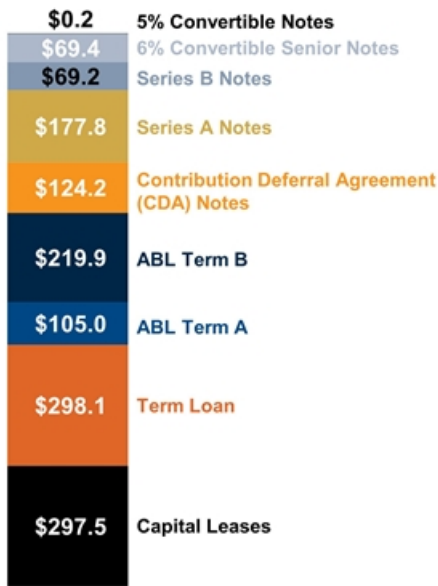 $0.2 5% Convertible Notes
$69.4 6% Convertible Senior Notes
$69.2 Series B Notes
$177.8 Series A Notes
$124.2 Contribution Deferral Agreement
(CDA) Notes
$219.9 ABL Term B
$105.0 ABL Term A
$298.1 Term Loan
$297.5 Capital Leases